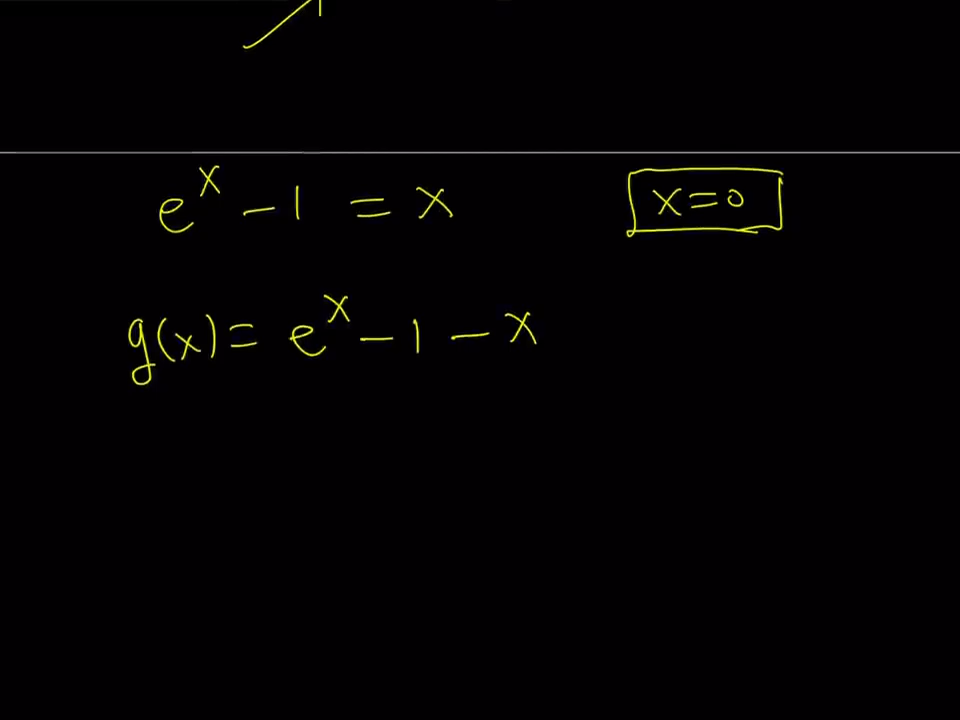 e^x - 1 = x
x = 0
g(x) = e^x - 1 - x